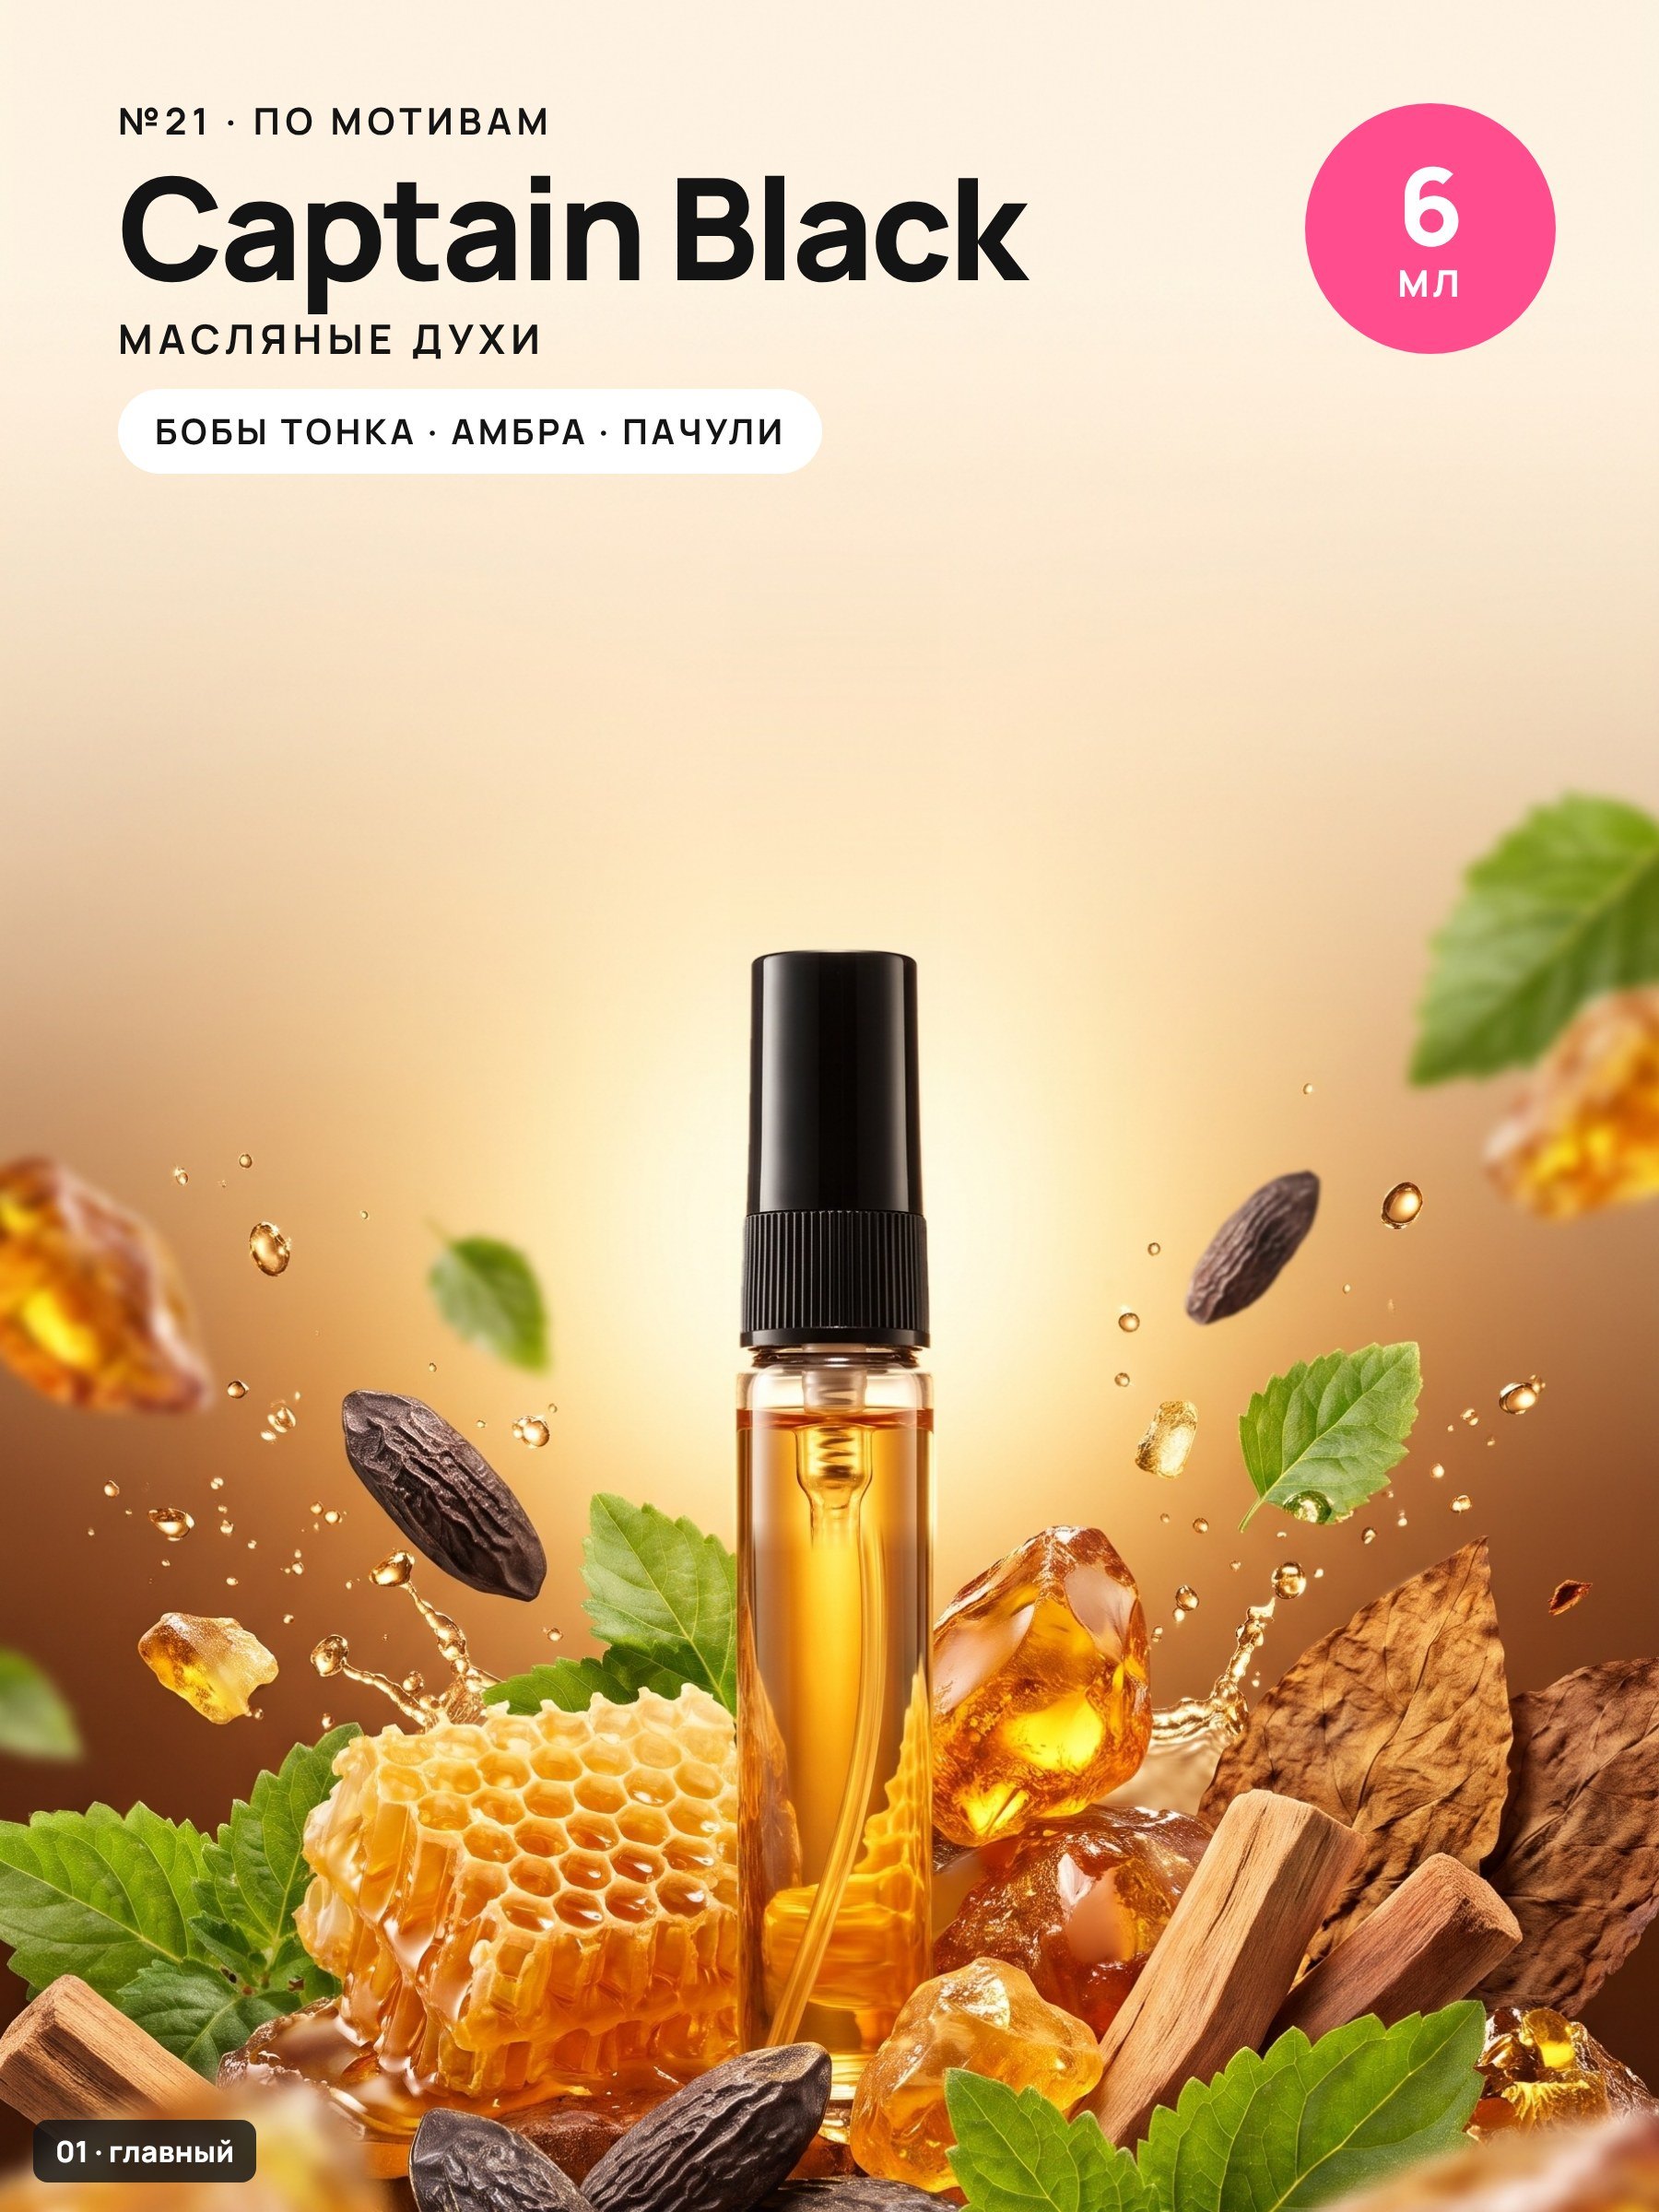 №21 · ПО МОТИВАМ
Captain Black
МАСЛЯНЫЕ ДУХИ
БОБЫ ТОНКА · АМБРА · ПАЧУЛИ
6
МЛ
01 · главный